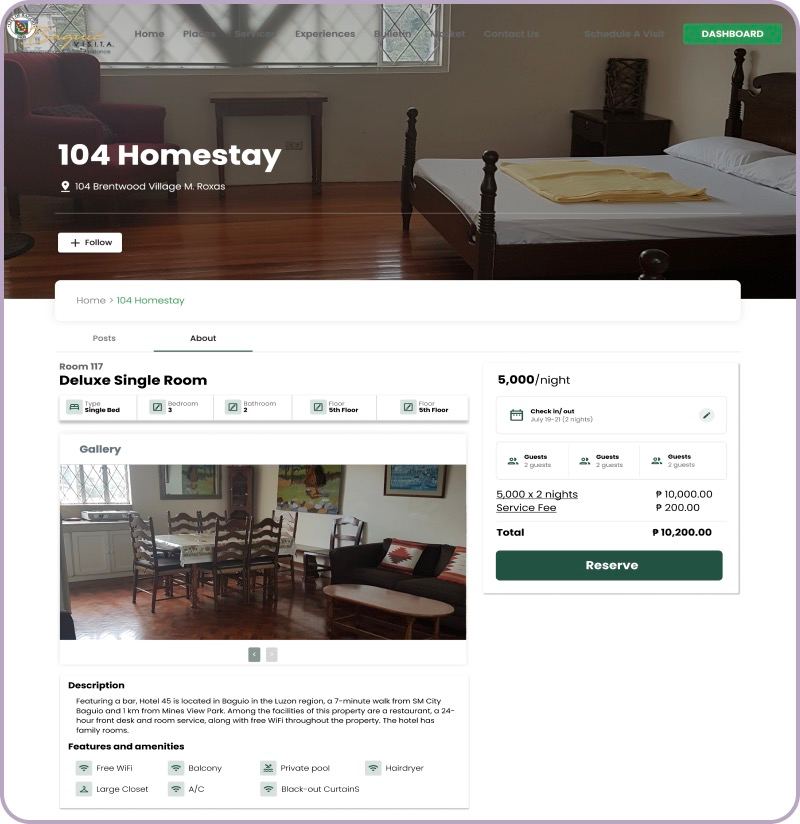 V.I.S.I.T.A.
Home Places Services Experiences Bulletin Market Contact Us Schedule A Visit DASHBOARD
104 Homestay
104 Brentwood Village M. Roxas
+ Follow
Home > 104 Homestay
Posts About
Room 117
Deluxe Single Room
Type
Single Bed
Bedroom
3
Bathroom
2
Floor
5th Floor
Floor
5th Floor
Gallery
< >
Description
Featuring a bar, Hotel 45 is located in Baguio in the Luzon region, a 7-minute walk from SM City
Baguio and 1 km from Mines View Park. Among the facilities of this property are a restaurant, a 24-
hour front desk and room service, along with free WiFi throughout the property. The hotel has
family rooms.
Features and amenities
Free WiFi Balcony Private pool Hairdryer
Large Closet A/C Black-out CurtainS
5,000/night
Check in/ out
July 19-21 (2 nights)
Guests
2 guests
Guests
2 guests
Guests
2 guests
5,000 x 2 nights ₱ 10,000.00
Service Fee ₱ 200.00
Total ₱ 10,200.00
Reserve